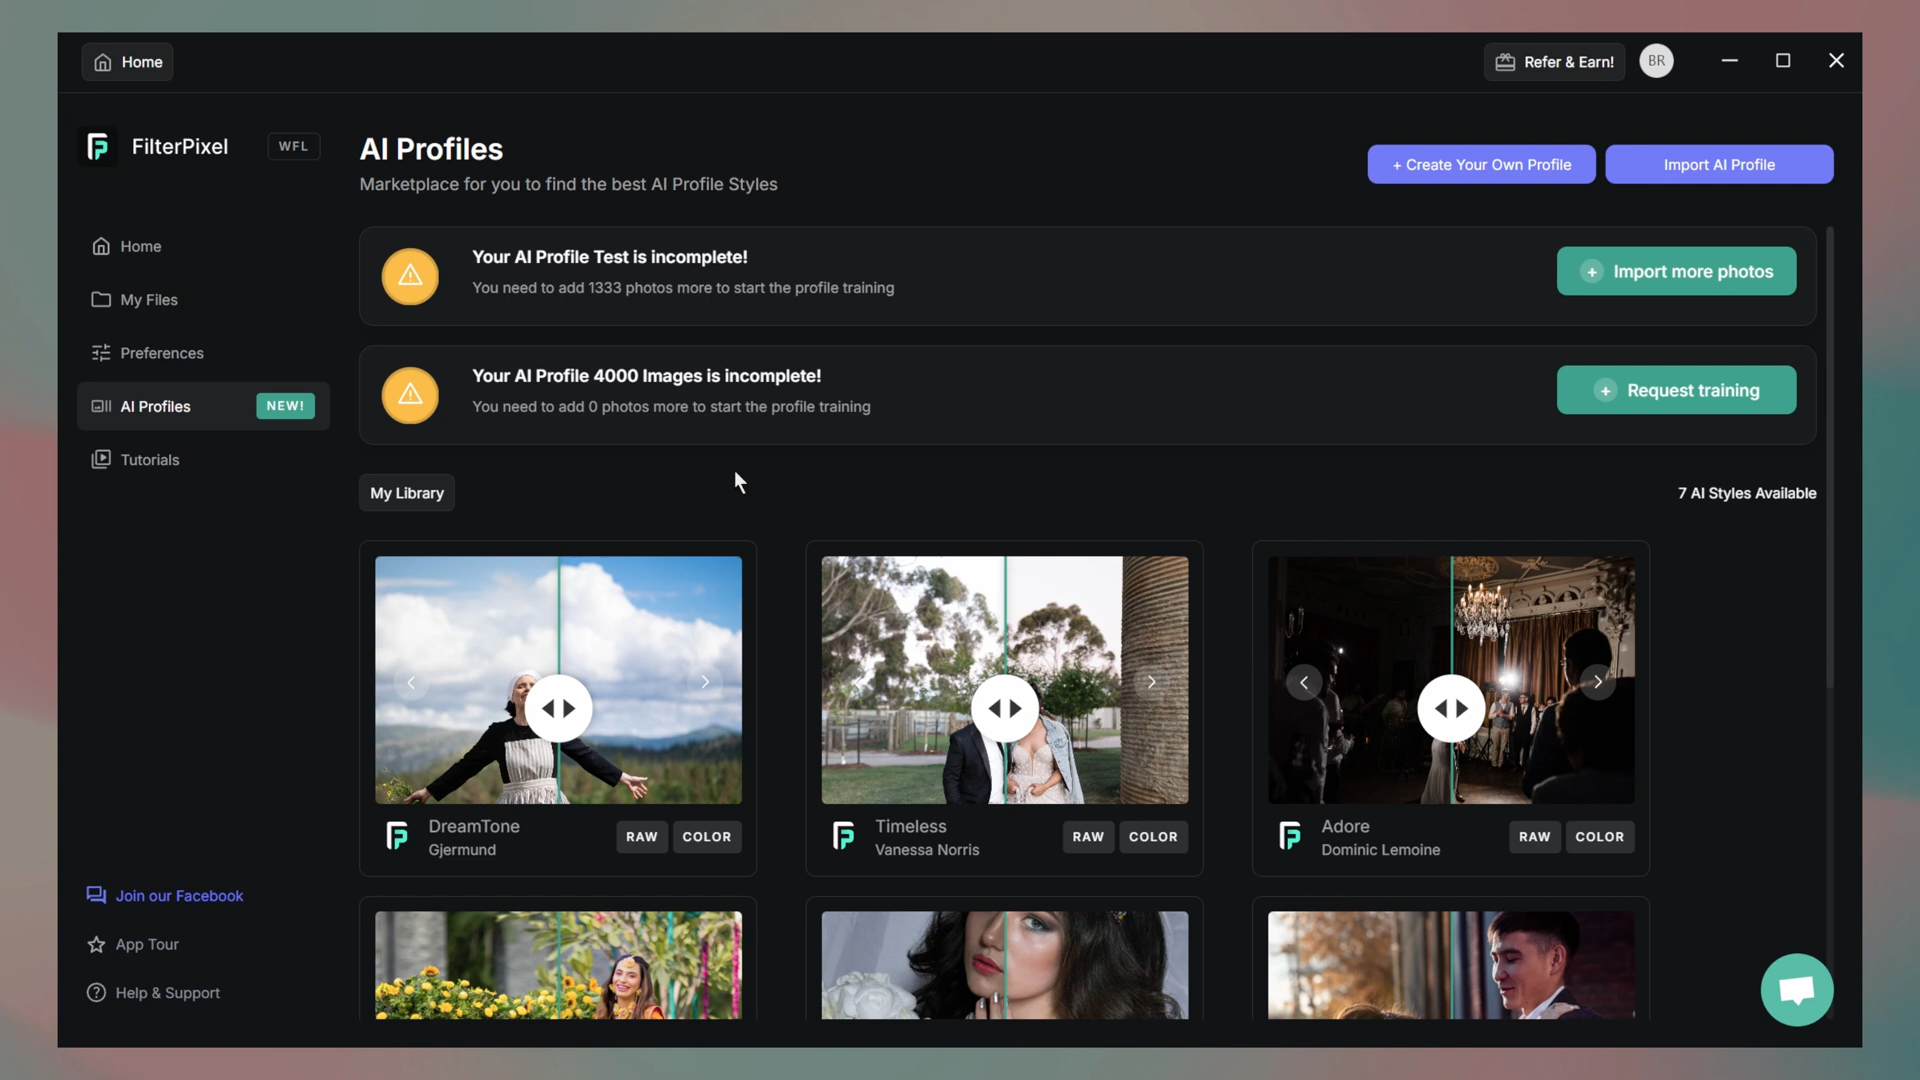 Home
Refer & Earn!
BR
FilterPixel
WFL
Home
My Files
Preferences
AI Profiles
NEW!
Tutorials
Join our Facebook
App Tour
Help & Support
AI Profiles
Marketplace for you to find the best AI Profile Styles
+ Create Your Own Profile
Import AI Profile
Your AI Profile Test is incomplete!
You need to add 1333 photos more to start the profile training
+ Import more photos
Your AI Profile 4000 Images is incomplete!
You need to add 0 photos more to start the profile training
+ Request training
My Library
7 AI Styles Available
DreamTone
Gjermund
RAW
COLOR
Timeless
Vanessa Norris
RAW
COLOR
Adore
Dominic Lemoine
RAW
COLOR